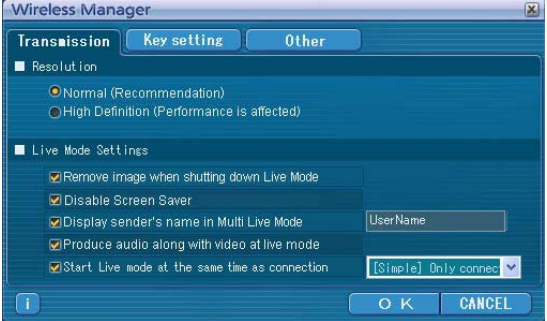 Wireless Manager
Transmission Key setting Other
Resolution
Normal (Recommendation)
High Definition (Performance is affected)
Live Mode Settings
Remove image when shutting down Live Mode
Disable Screen Saver
Display sender's name in Multi Live Mode UserName
Produce audio along with video at live mode
Start Live mode at the same time as connection [Simple] Only connec
i OK CANCEL